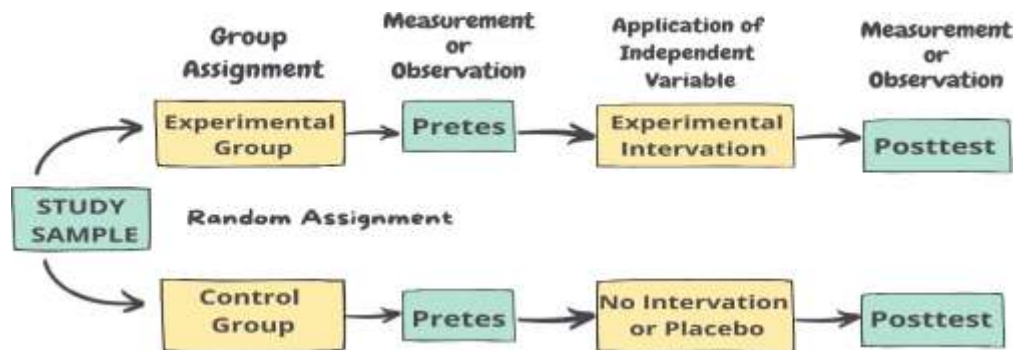 Group
Assignment
Measurement
or
Observation
Application of
Independent
Variable
Measurement
or
Observation
Experimental
Group
Pretes
Experimental
Intervation
Posttest
STUDY
SAMPLE
Random Assignment
Control
Group
Pretes
No Intervation
or Placebo
Posttest